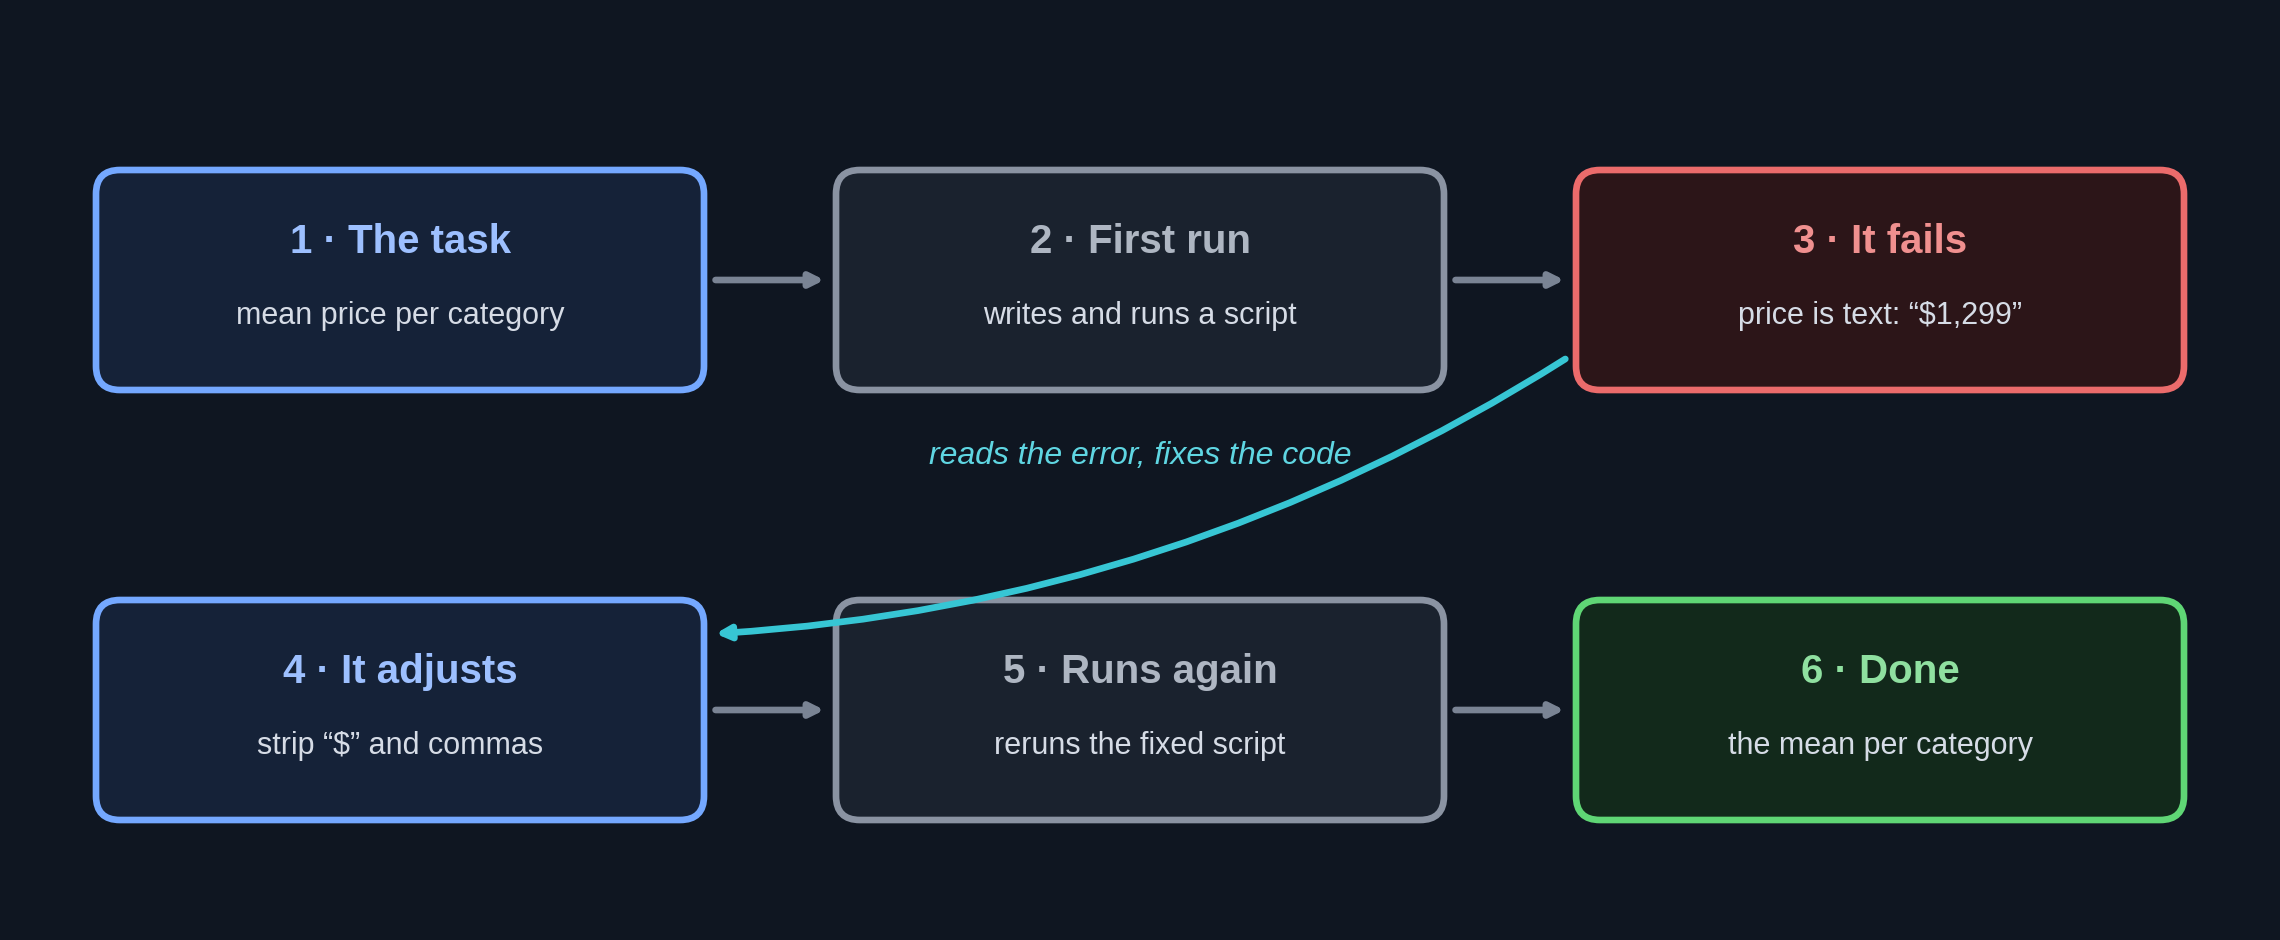 1 · The task
mean price per category
2 · First run
writes and runs a script
3 · It fails
price is text: “$1,299”
reads the error, fixes the code
4 · It adjusts
strip “$” and commas
5 · Runs again
reruns the fixed script
6 · Done
the mean per category